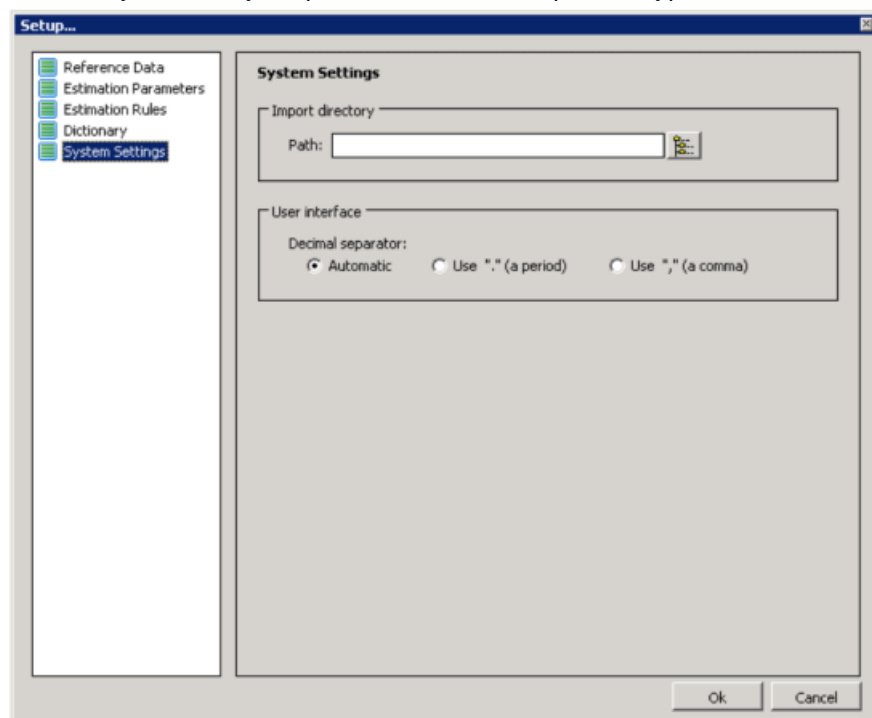 Setup...
Reference Data
Estimation Parameters
Estimation Rules
Dictionary
System Settings
System Settings
Import directory
Path:
User interface
Decimal separator:
Automatic Use "." (a period) Use "," (a comma)
Ok Cancel